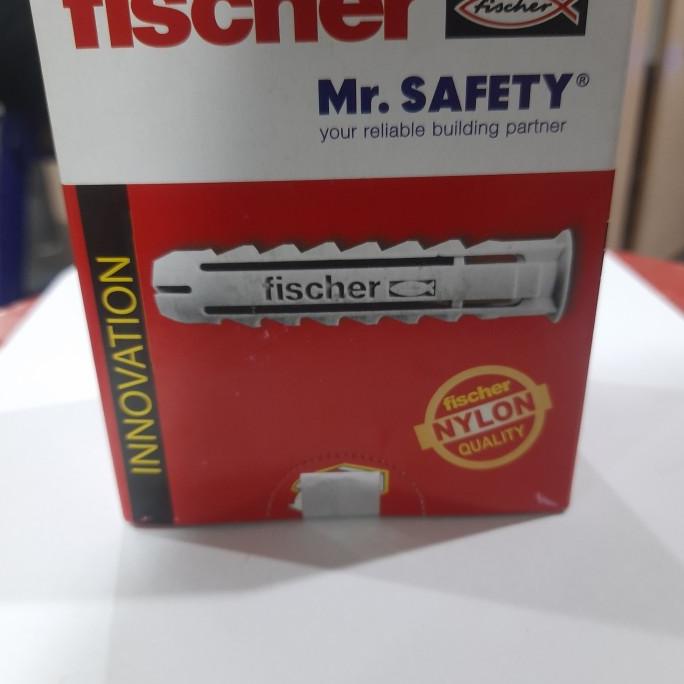 fischer
fischer
Mr. SAFETY®
your reliable building partner
INNOVATION
fischer
fischer
NYLON
QUALITY